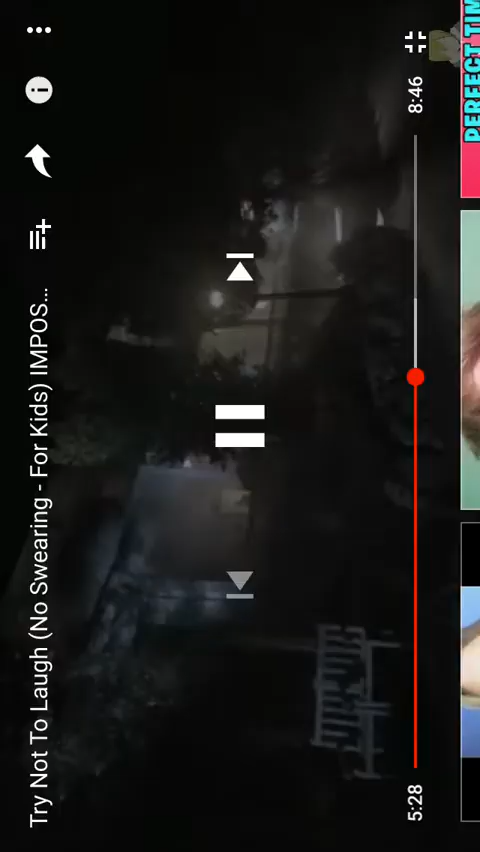 Try Not To Laugh (No Swearing - For Kids) IMPOS...
5:28
8:46
PERFECT TIM